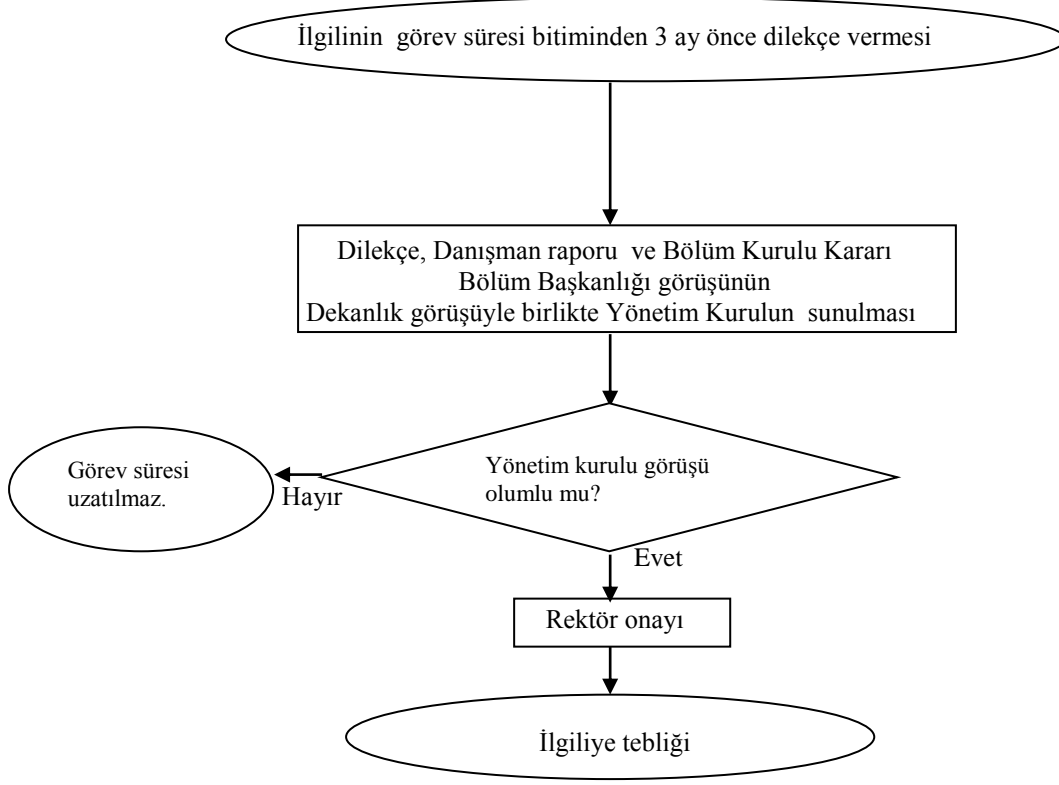 İlgilinin görev süresi bitiminden 3 ay önce dilekçe vermesi
Dilekçe, Danışman raporu ve Bölüm Kurulu Kararı
Bölüm Başkanlığı görüşünün
Dekanlık görüşüyle birlikte Yönetim Kurulun sunulması
Yönetim kurulu görüşü
olumlu mu?
Görev süresi
uzatılmaz.
Hayır
Evet
Rektör onayı
İlgiliye tebliği